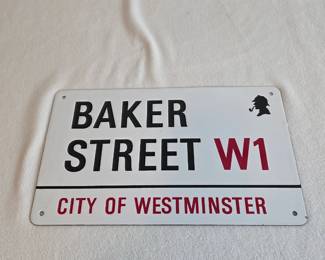 BAKER
STREET W1
CITY OF WESTMINSTER